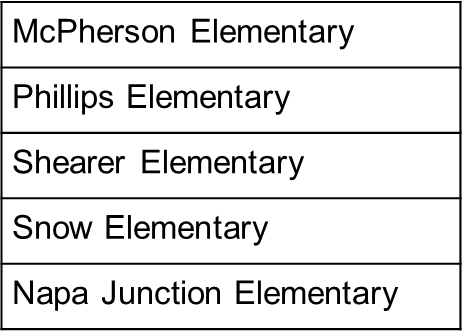 McPherson Elementary
Phillips Elementary
Shearer Elementary
Snow Elementary
Napa Junction Elementary